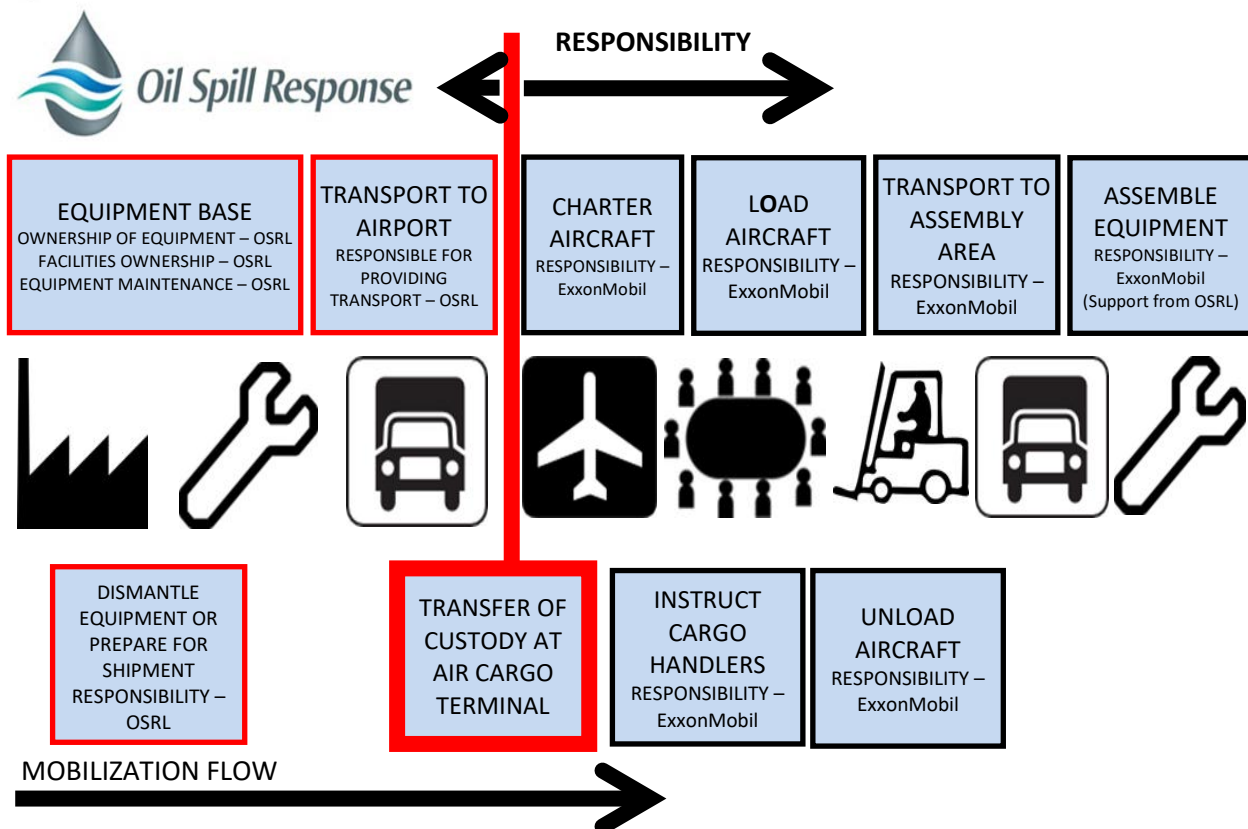 Oil Spill Response
RESPONSIBILITY
EQUIPMENT BASE
OWNERSHIP OF EQUIPMENT – OSRL
FACILITIES OWNERSHIP – OSRL
EQUIPMENT MAINTENANCE – OSRL
TRANSPORT TO
AIRPORT
RESPONSIBLE FOR
PROVIDING
TRANSPORT – OSRL
CHARTER
AIRCRAFT
RESPONSIBILITY –
ExxonMobil
LOAD
AIRCRAFT
RESPONSIBILITY –
ExxonMobil
TRANSPORT TO
ASSEMBLY
AREA
RESPONSIBILITY –
ExxonMobil
ASSEMBLE
EQUIPMENT
RESPONSIBILITY –
ExxonMobil
(Support from OSRL)
DISMANTLE
EQUIPMENT OR
PREPARE FOR
SHIPMENT
RESPONSIBILITY –
OSRL
TRANSFER OF
CUSTODY AT
AIR CARGO
TERMINAL
INSTRUCT
CARGO
HANDLERS
RESPONSIBILITY –
ExxonMobil
UNLOAD
AIRCRAFT
RESPONSIBILITY –
ExxonMobil
MOBILIZATION FLOW